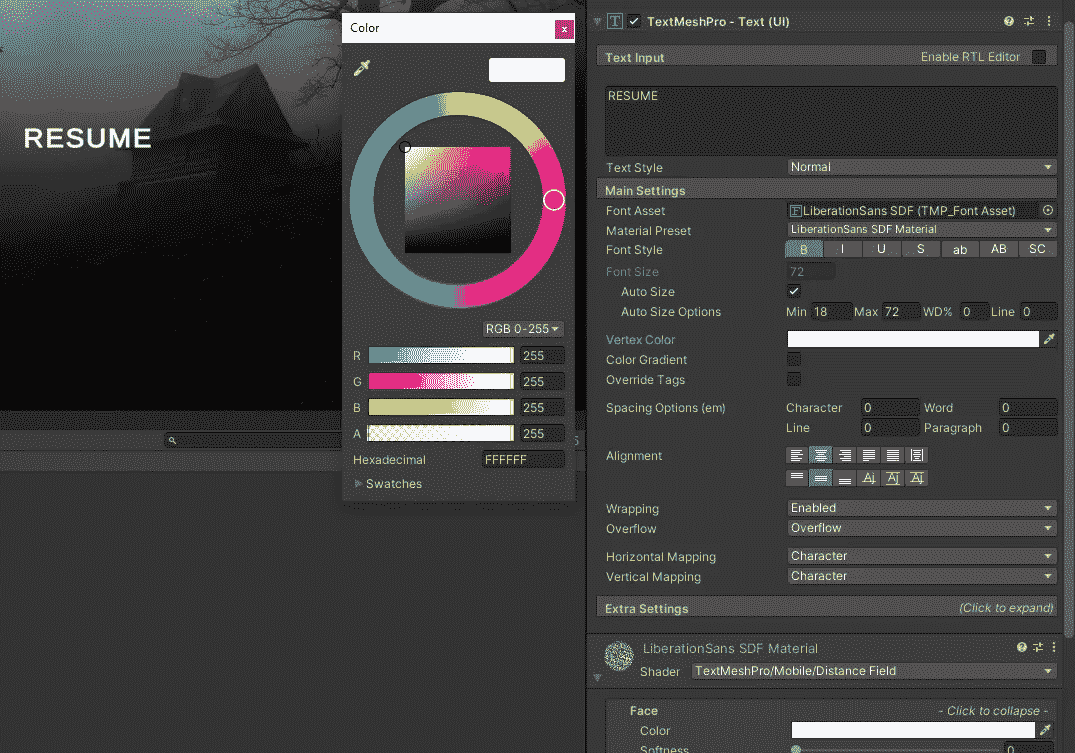 Color
x
RESUME
RGB 0-255
R 255
G 255
B 255
A 255
Hexadecimal FFFFFF
Swatches
TextMeshPro - Text (UI)
Text Input Enable RTL Editor
RESUME
Text Style Normal
Main Settings
Font Asset LiberationSans SDF (TMP_Font Asset)
Material Preset LiberationSans SDF Material
Font Style B I U S ab AB SC
Font Size 72
Auto Size
Auto Size Options Min 18 Max 72 WD% 0 Line 0
Vertex Color
Color Gradient
Override Tags
Spacing Options (em) Character 0 Word 0
Line 0 Paragraph 0
Alignment
Wrapping Enabled
Overflow Overflow
Horizontal Mapping Character
Vertical Mapping Character
Extra Settings (Click to expand)
LiberationSans SDF Material
Shader TextMeshPro/Mobile/Distance Field
Face - Click to collapse -
Color
Softness 0